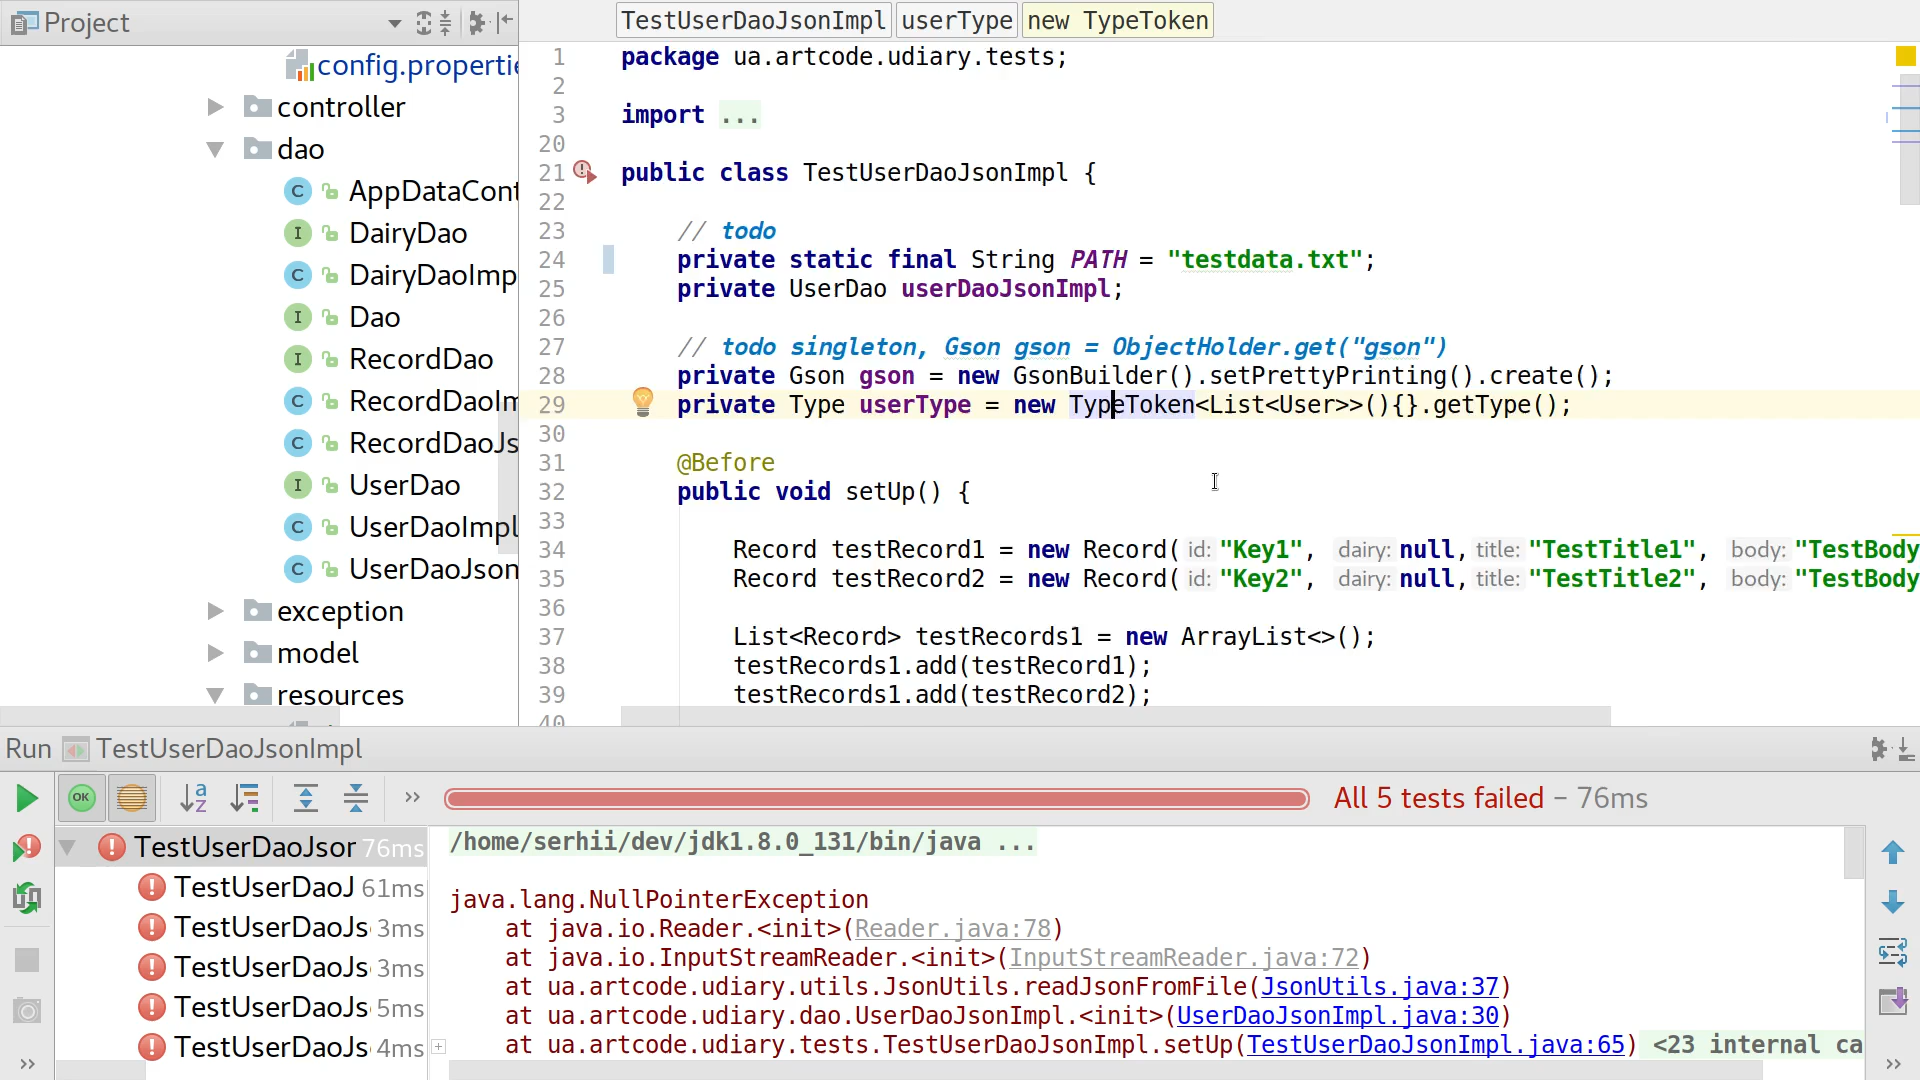 Project
TestUserDaoJsonImpl userType new TypeToken
config.properti
controller
dao
AppDataCont
DairyDao
DairyDaoImp
Dao
RecordDao
RecordDaoIm
RecordDaoJs
UserDao
UserDaoImpl
UserDaoJson
exception
model
resources
1 package ua.artcode.udiary.tests;
2
3 import ...
20
21 public class TestUserDaoJsonImpl {
22
23 // todo
24 private static final String PATH = "testdata.txt";
25 private UserDao userDaoJsonImpl;
26
27 // todo singleton, Gson gson = ObjectHolder.get("gson")
28 private Gson gson = new GsonBuilder().setPrettyPrinting().create();
29 private Type userType = new TypeToken<List<User>>(){}.getType();
30
31 @Before
32 public void setUp() {
33
34 Record testRecord1 = new Record( id: "Key1", dairy: null, title: "TestTitle1", body: "TestBody
35 Record testRecord2 = new Record( id: "Key2", dairy: null, title: "TestTitle2", body: "TestBody
36
37 List<Record> testRecords1 = new ArrayList<>();
38 testRecords1.add(testRecord1);
39 testRecords1.add(testRecord2);
40
Run TestUserDaoJsonImpl
OK
All 5 tests failed – 76ms
TestUserDaoJsor 76ms
TestUserDaoJ 61ms
TestUserDaoJs 3ms
TestUserDaoJs 3ms
TestUserDaoJs 5ms
TestUserDaoJs 4ms
/home/serhii/dev/jdk1.8.0_131/bin/java ...
java.lang.NullPointerException
at java.io.Reader.<init>(Reader.java:78)
at java.io.InputStreamReader.<init>(InputStreamReader.java:72)
at ua.artcode.udiary.utils.JsonUtils.readJsonFromFile(JsonUtils.java:37)
at ua.artcode.udiary.dao.UserDaoJsonImpl.<init>(UserDaoJsonImpl.java:30)
at ua.artcode.udiary.tests.TestUserDaoJsonImpl.setUp(TestUserDaoJsonImpl.java:65) <23 internal ca